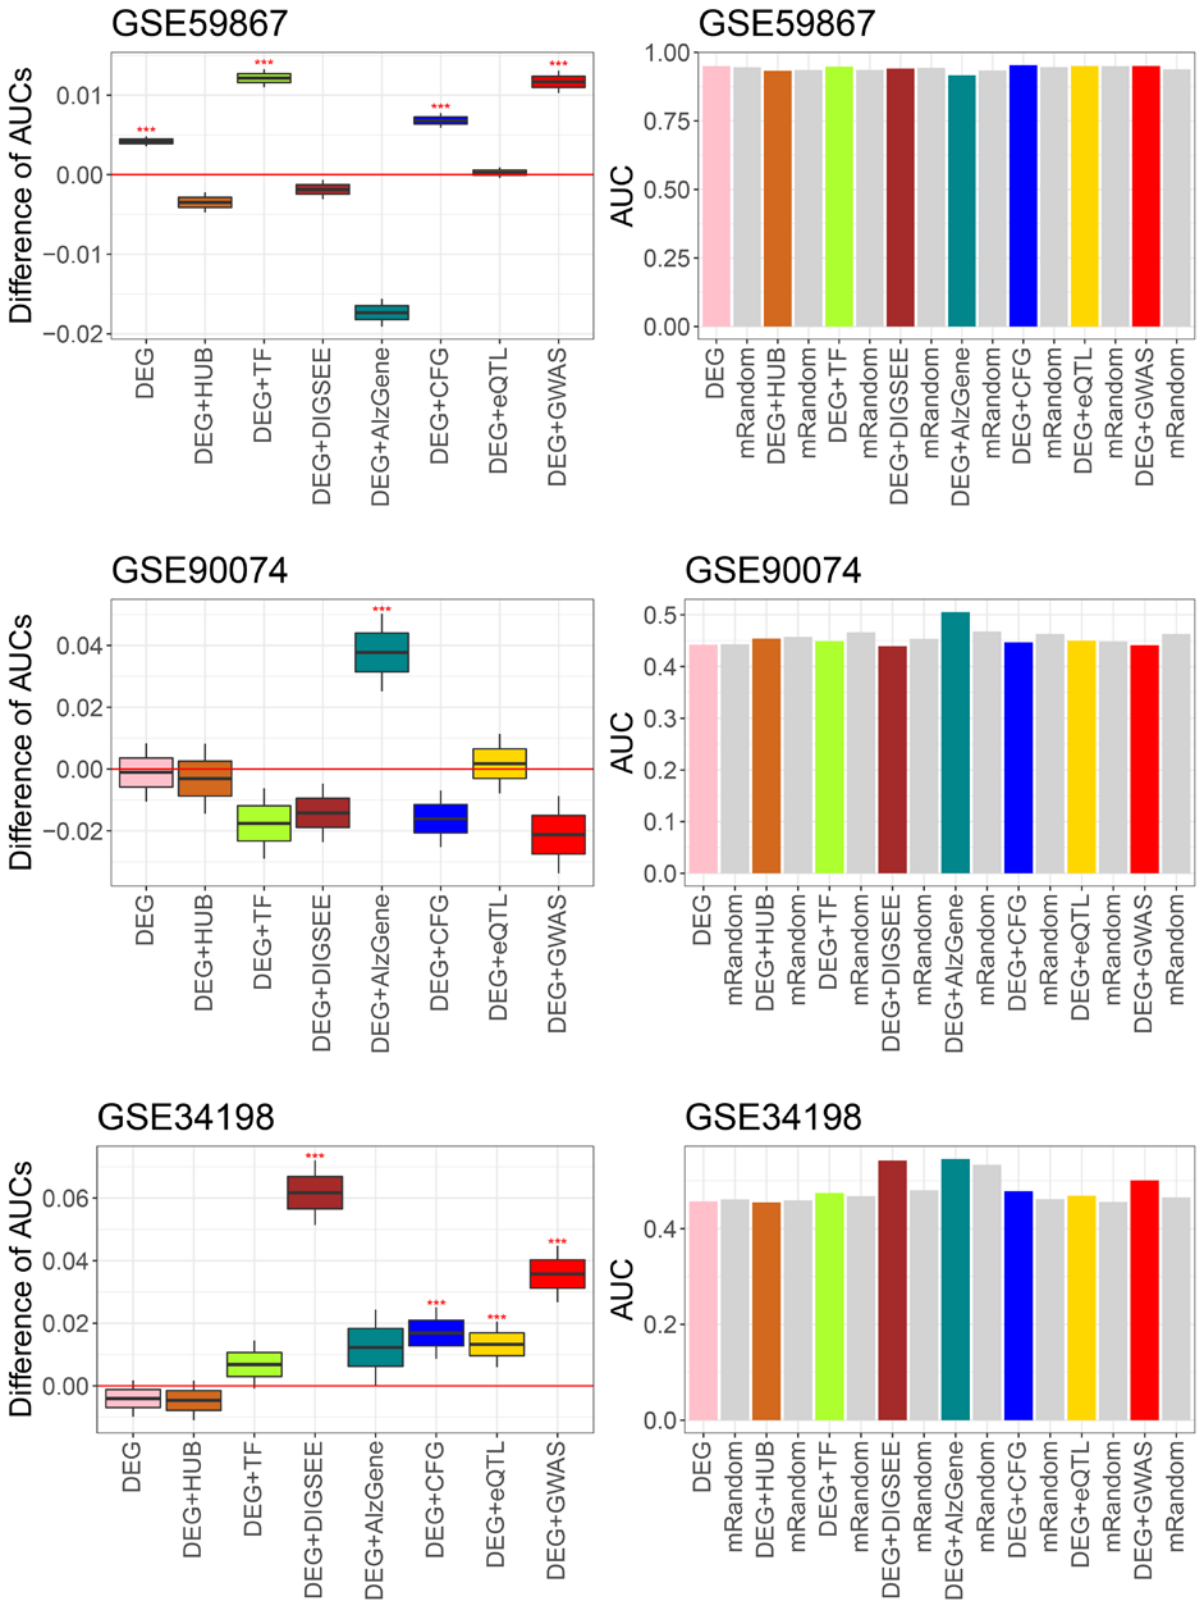 GSE59867
Difference of AUCs
0.01
0.00
−0.01
−0.02
***
***
***
***
DEG
DEG+HUB
DEG+TF
DEG+DIGSEE
DEG+AlzGene
DEG+CFG
DEG+eQTL
DEG+GWAS
GSE59867
AUC
1.00
0.75
0.50
0.25
0.00
DEG
mRandom
DEG+HUB
mRandom
DEG+TF
mRandom
DEG+DIGSEE
mRandom
DEG+AlzGene
mRandom
DEG+CFG
mRandom
DEG+eQTL
mRandom
DEG+GWAS
mRandom
GSE90074
Difference of AUCs
0.04
0.02
0.00
−0.02
***
DEG
DEG+HUB
DEG+TF
DEG+DIGSEE
DEG+AlzGene
DEG+CFG
DEG+eQTL
DEG+GWAS
GSE90074
AUC
0.5
0.4
0.3
0.2
0.1
0.0
DEG
mRandom
DEG+HUB
mRandom
DEG+TF
mRandom
DEG+DIGSEE
mRandom
DEG+AlzGene
mRandom
DEG+CFG
mRandom
DEG+eQTL
mRandom
DEG+GWAS
mRandom
GSE34198
Difference of AUCs
0.06
0.04
0.02
0.00
***
***
***
***
DEG
DEG+HUB
DEG+TF
DEG+DIGSEE
DEG+AlzGene
DEG+CFG
DEG+eQTL
DEG+GWAS
GSE34198
AUC
0.4
0.2
0.0
DEG
mRandom
DEG+HUB
mRandom
DEG+TF
mRandom
DEG+DIGSEE
mRandom
DEG+AlzGene
mRandom
DEG+CFG
mRandom
DEG+eQTL
mRandom
DEG+GWAS
mRandom